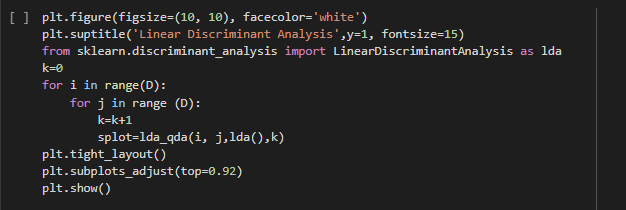 [ ] plt.figure(figsize=(10, 10), facecolor='white')
plt.suptitle('Linear Discriminant Analysis',y=1, fontsize=15)
from sklearn.discriminant_analysis import LinearDiscriminantAnalysis as lda
k=0
for i in range(D):
    for j in range (D):
        k=k+1
        splot=lda_qda(i, j,lda(),k)
plt.tight_layout()
plt.subplots_adjust(top=0.92)
plt.show()